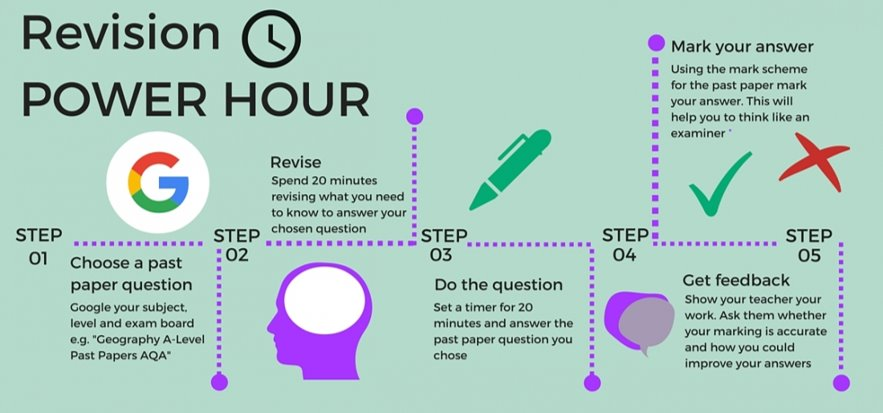 Revision
POWER HOUR
STEP
01
Choose a past
paper question
Google your subject,
level and exam board
e.g. "Geography A-Level
Past Papers AQA"
STEP
02
Revise
Spend 20 minutes
revising what you need
to know to answer your
chosen question
STEP
03
Do the question
Set a timer for 20
minutes and answer the
past paper question you
chose
STEP
04
Mark your answer
Using the mark scheme
for the past paper mark
your answer. This will
help you to think like an
examiner
STEP
05
Get feedback
Show your teacher your
work. Ask them whether
your marking is accurate
and how you could
improve your answers